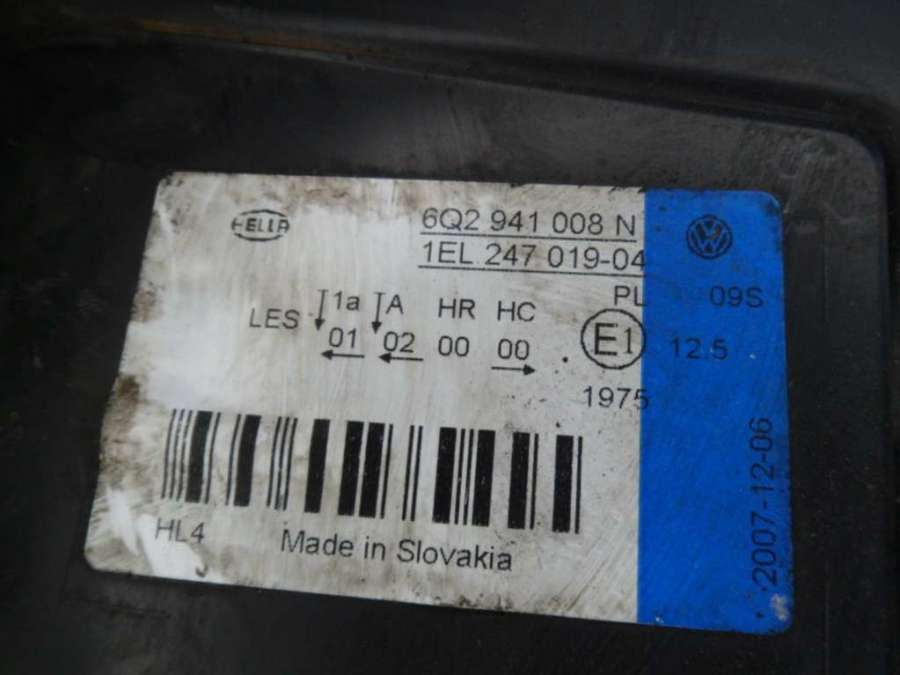 HELLA
6Q2 941 008 N
1EL 247 019-04
PL 09S
LES 1a A HR HC
01 02 00 00
E1 12.5
1975
HL4
Made in Slovakia
2007-12-06